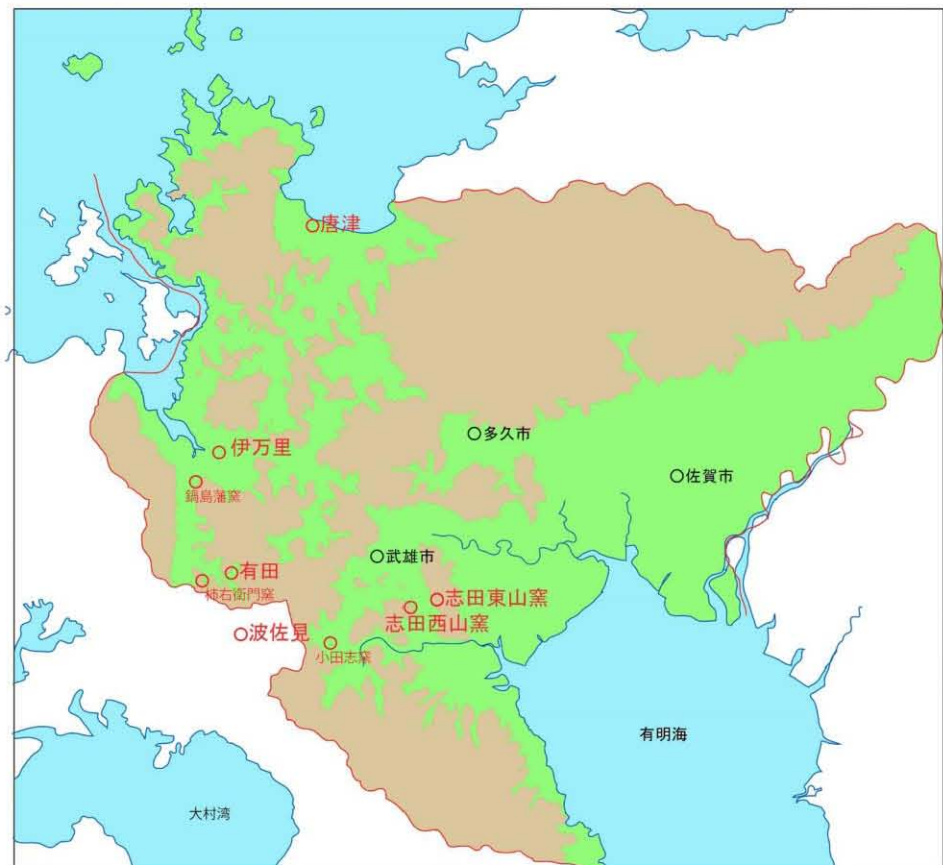 唐津
多久市
伊万里
佐賀市
鍋島藩窯
武雄市
有田
柿右衛門窯
志田東山窯
志田西山窯
波佐見
小田志窯
有明海
大村湾